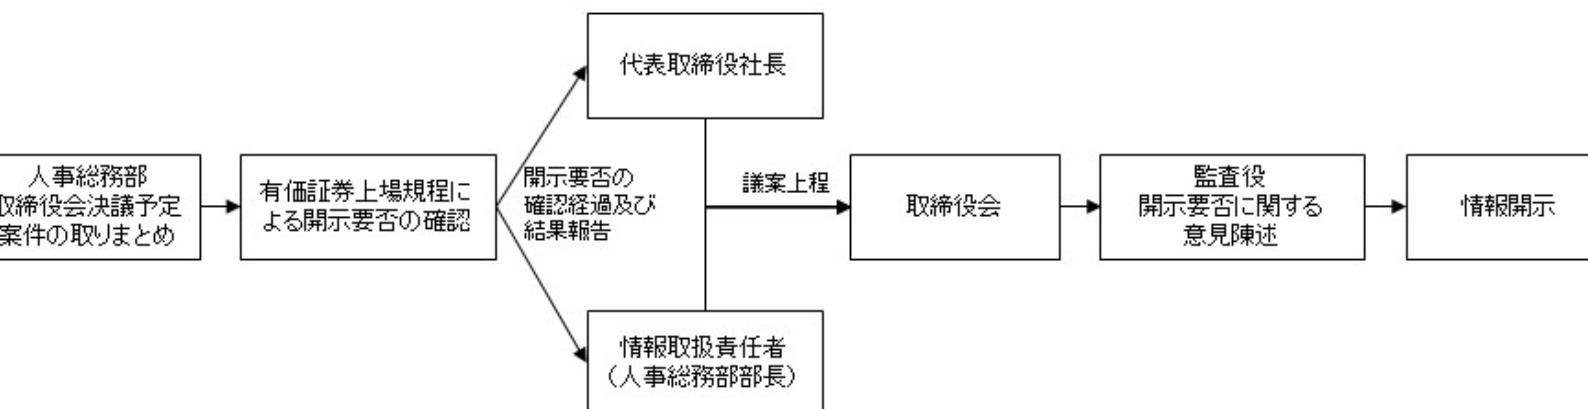 代表取締役社長
人事総務部
取締役会決議予定
案件の取りまとめ
有価証券上場規程に
よる開示要否の確認
開示要否の
確認経過及び
結果報告
議案上程
取締役会
監査役
開示要否に関する
意見陳述
情報開示
情報取扱責任者
（人事総務部部長）